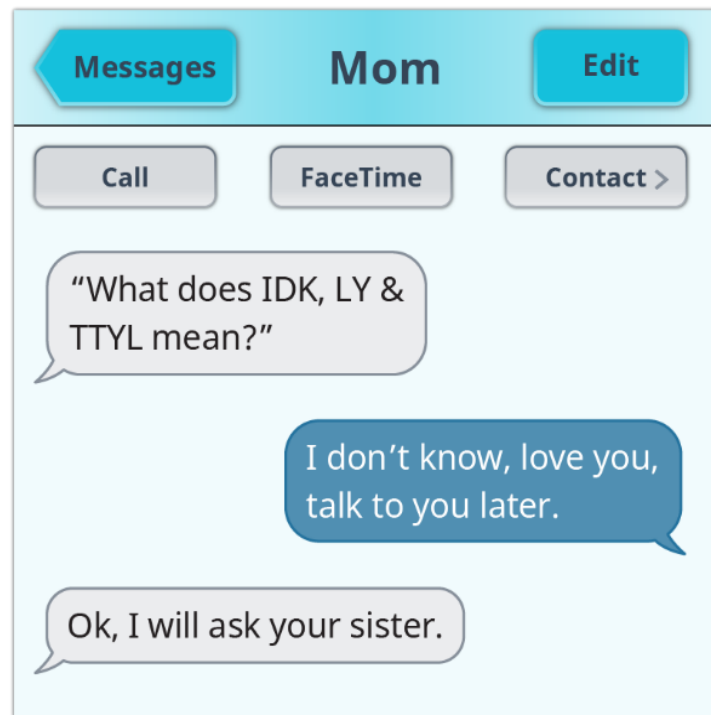 Messages
Mom
Edit
Call
FaceTime
Contact
“What does IDK, LY &
TTYL mean?”
I don’t know, love you,
talk to you later.
Ok, I will ask your sister.